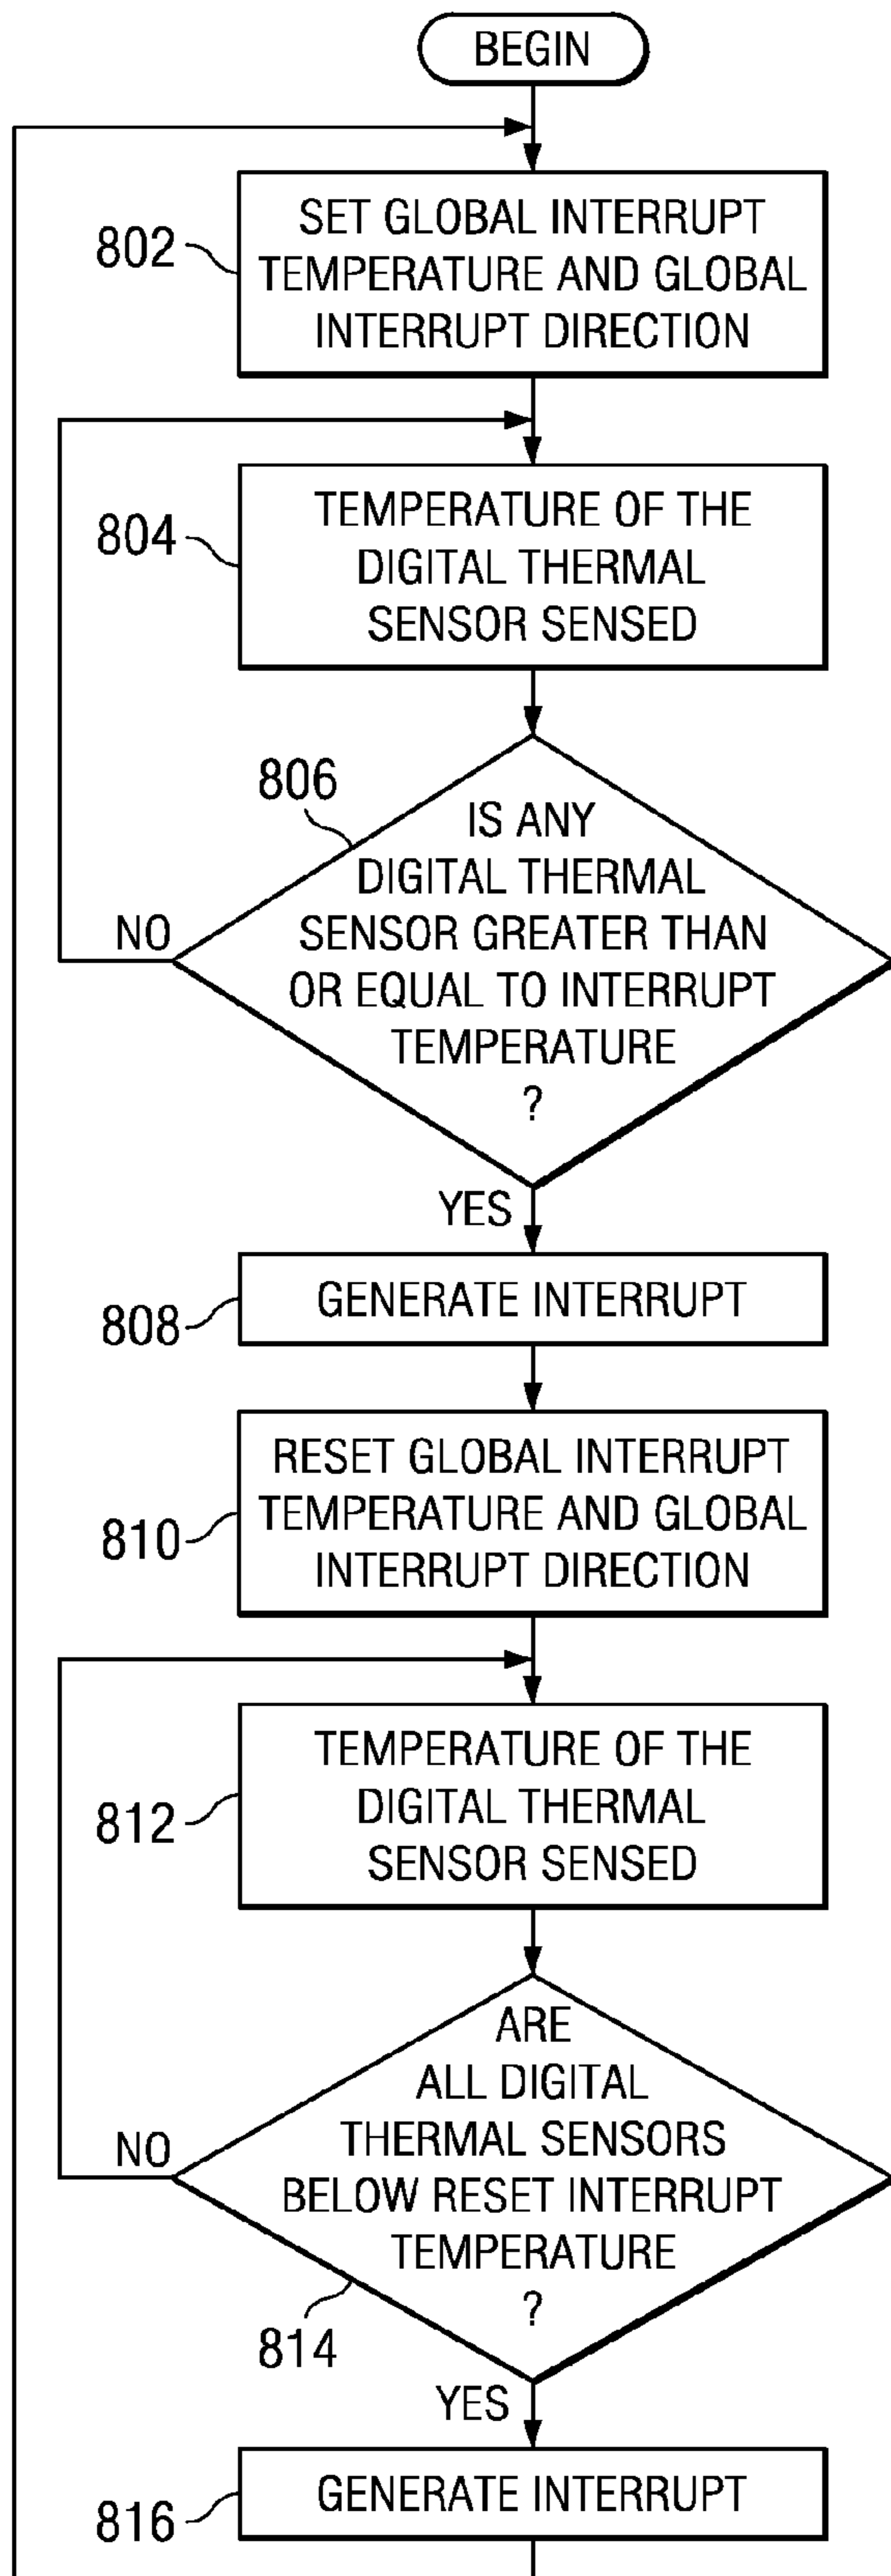 BEGIN
802
SET GLOBAL INTERRUPT
TEMPERATURE AND GLOBAL
INTERRUPT DIRECTION
804
TEMPERATURE OF THE
DIGITAL THERMAL
SENSOR SENSED
806
IS ANY
DIGITAL THERMAL
SENSOR GREATER THAN
OR EQUAL TO INTERRUPT
TEMPERATURE
?
NO
YES
808
GENERATE INTERRUPT
810
RESET GLOBAL INTERRUPT
TEMPERATURE AND GLOBAL
INTERRUPT DIRECTION
812
TEMPERATURE OF THE
DIGITAL THERMAL
SENSOR SENSED
ARE
ALL DIGITAL
THERMAL SENSORS
BELOW RESET INTERRUPT
TEMPERATURE
?
NO
814
YES
816
GENERATE INTERRUPT